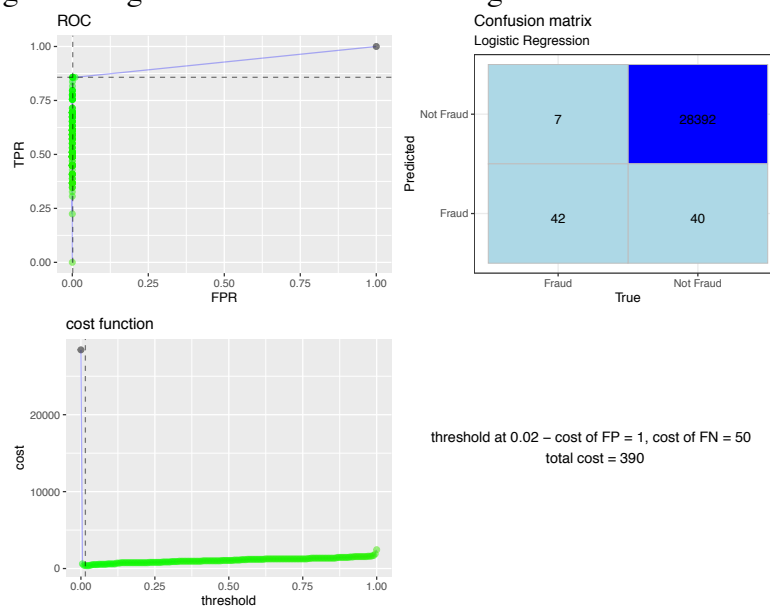 ROC
1.00
0.75
0.50
0.25
0.00
TPR
0.00 0.25 0.50 0.75 1.00
FPR
Confusion matrix
Logistic Regression
Not Fraud
Fraud
Predicted
7 28392
42 40
Fraud Not Fraud
True
cost function
20000
10000
0
cost
0.00 0.25 0.50 0.75 1.00
threshold
threshold at 0.02 − cost of FP = 1, cost of FN = 50
total cost = 390